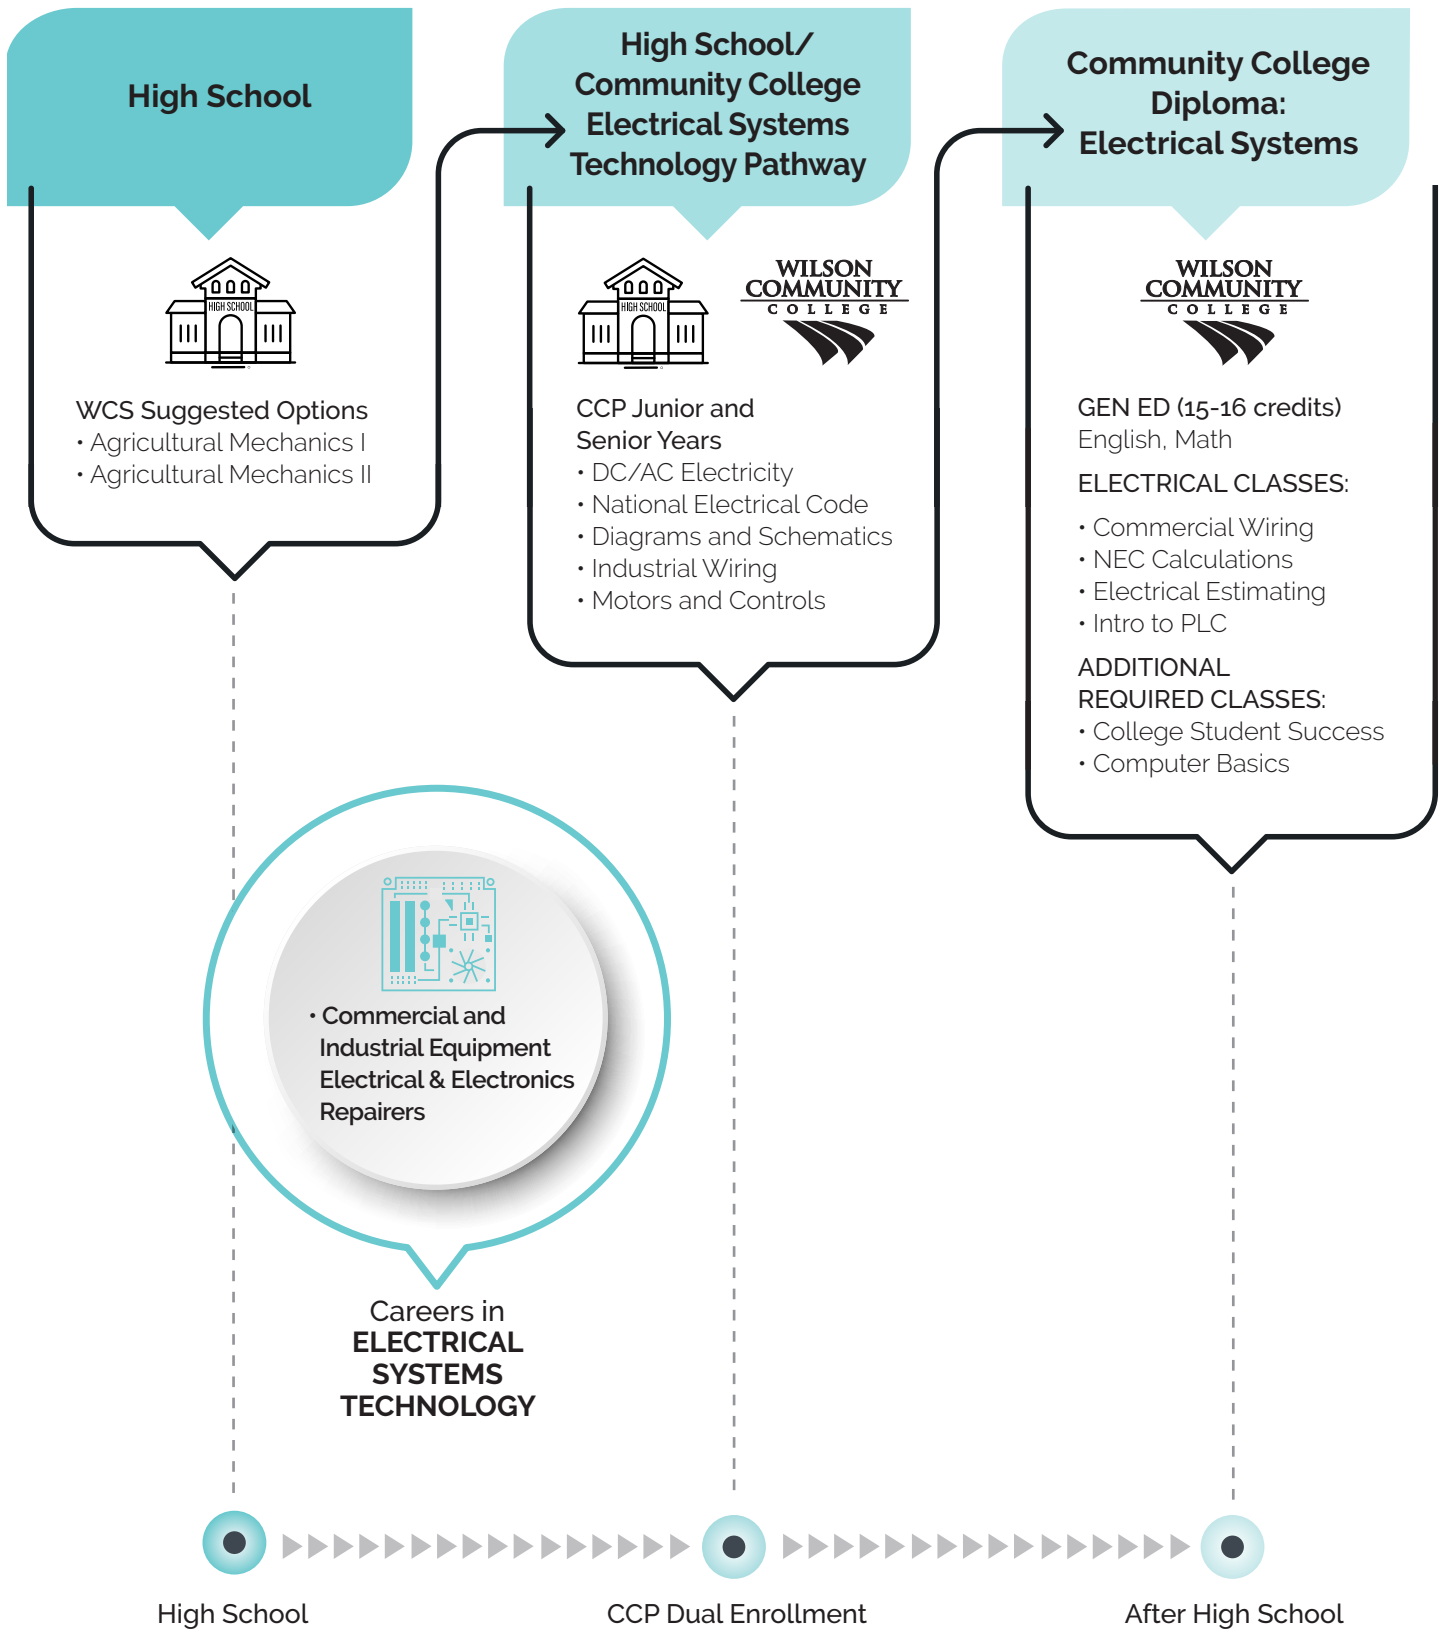 High School
WCS Suggested Options
• Agricultural Mechanics I
• Agricultural Mechanics II
HIGH SCHOOL
High School/
Community College
Electrical Systems
Technology Pathway
HIGH SCHOOL
WILSON
COMMUNITY
COLLEGE
CCP Junior and
Senior Years
• DC/AC Electricity
• National Electrical Code
• Diagrams and Schematics
• Industrial Wiring
• Motors and Controls
Community College
Diploma:
Electrical Systems
WILSON
COMMUNITY
COLLEGE
GEN ED (15-16 credits)
English, Math
ELECTRICAL CLASSES:
• Commercial Wiring
• NEC Calculations
• Electrical Estimating
• Intro to PLC
ADDITIONAL
REQUIRED CLASSES:
• College Student Success
• Computer Basics
• Commercial and
Industrial Equipment
Electrical & Electronics
Repairers
Careers in
ELECTRICAL
SYSTEMS
TECHNOLOGY
High School
CCP Dual Enrollment
After High School